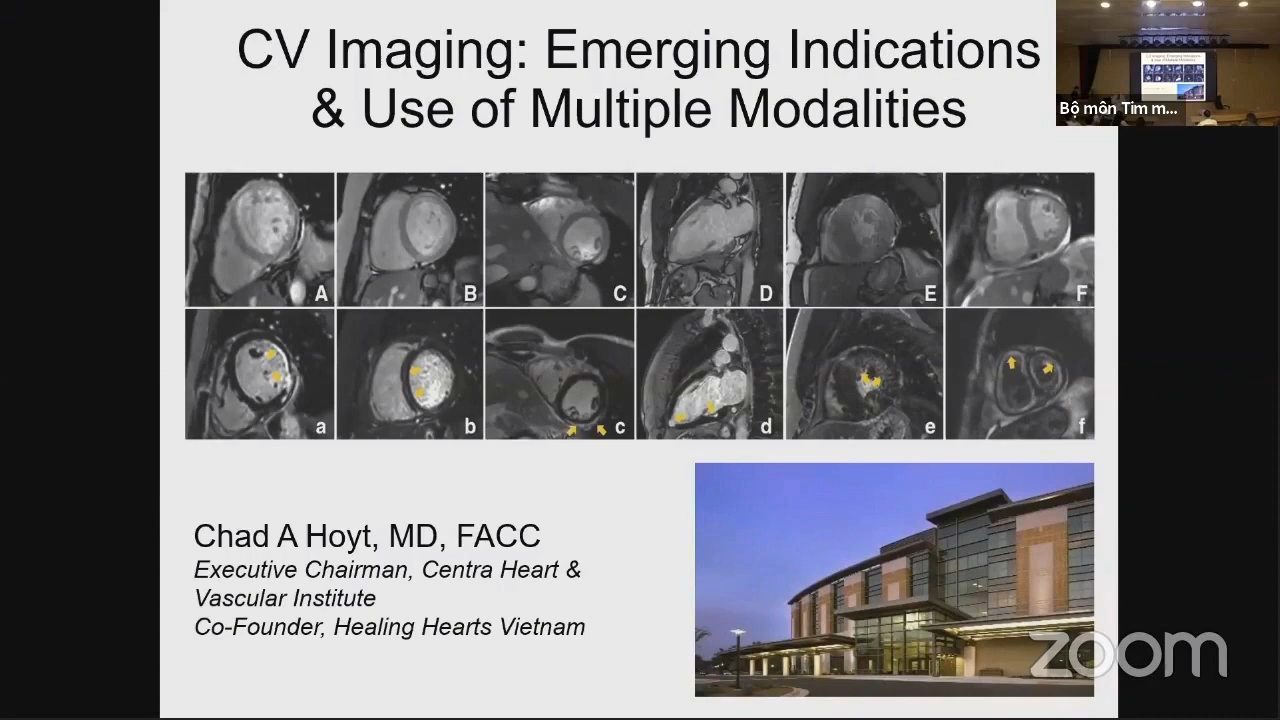 CV Imaging: Emerging Indications
& Use of Multiple Modalities
Bộ môn Tim m...
A B C D E F
a b c d e f
Chad A Hoyt, MD, FACC
Executive Chairman, Centra Heart &
Vascular Institute
Co-Founder, Healing Hearts Vietnam
zoom